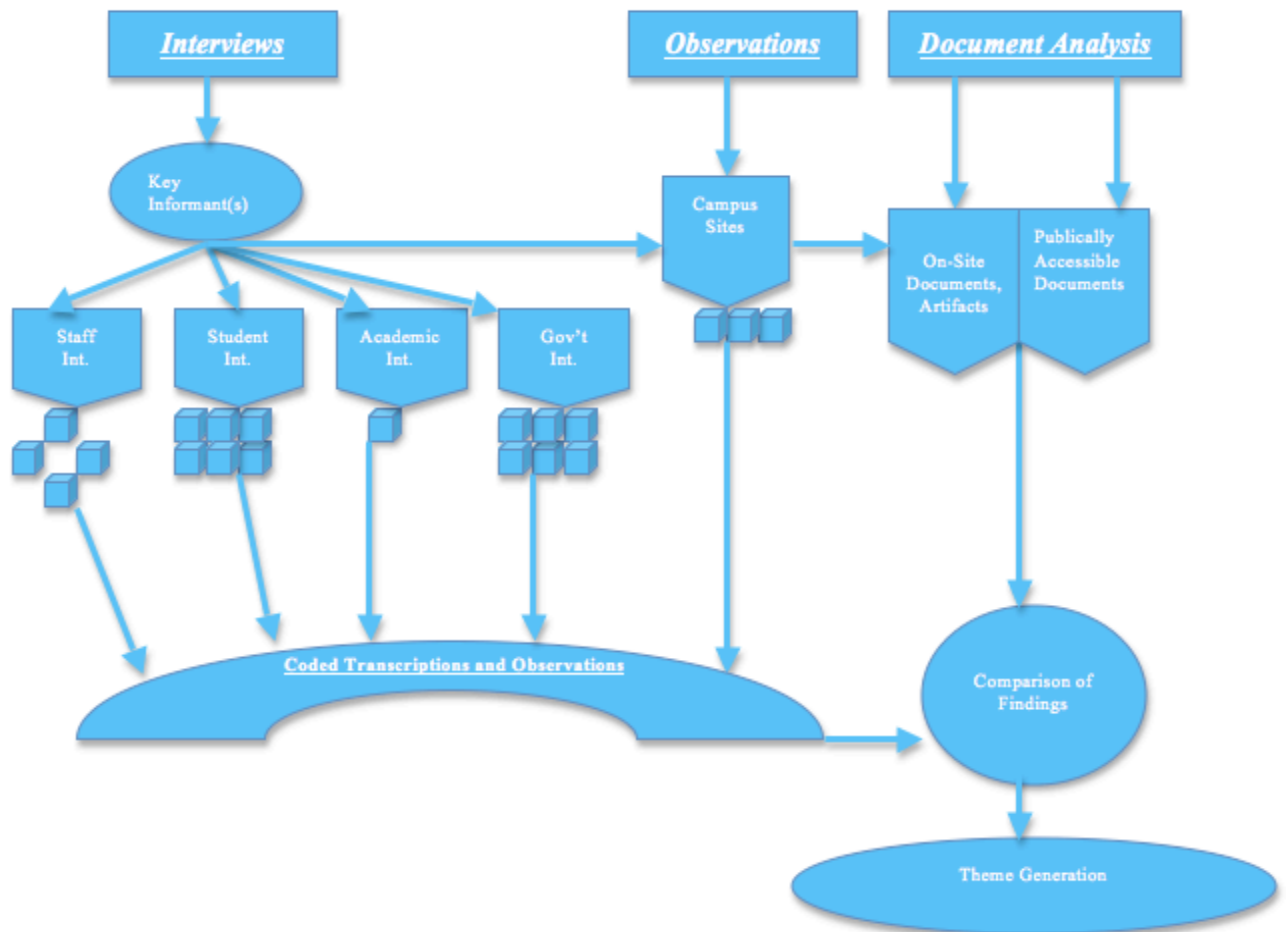 Interviews
Observations
Document Analysis
Key
Informant(s)
Campus
Sites
On-Site
Documents,
Artifacts
Publically
Accessible
Documents
Staff
Int.
Student
Int.
Academic
Int.
Gov't
Int.
Coded Transcriptions and Observations
Comparison of
Findings
Theme Generation